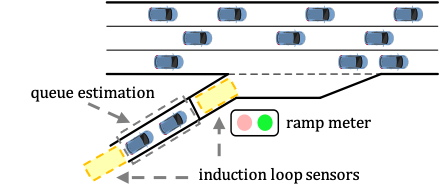 queue estimation
ramp meter
induction loop sensors